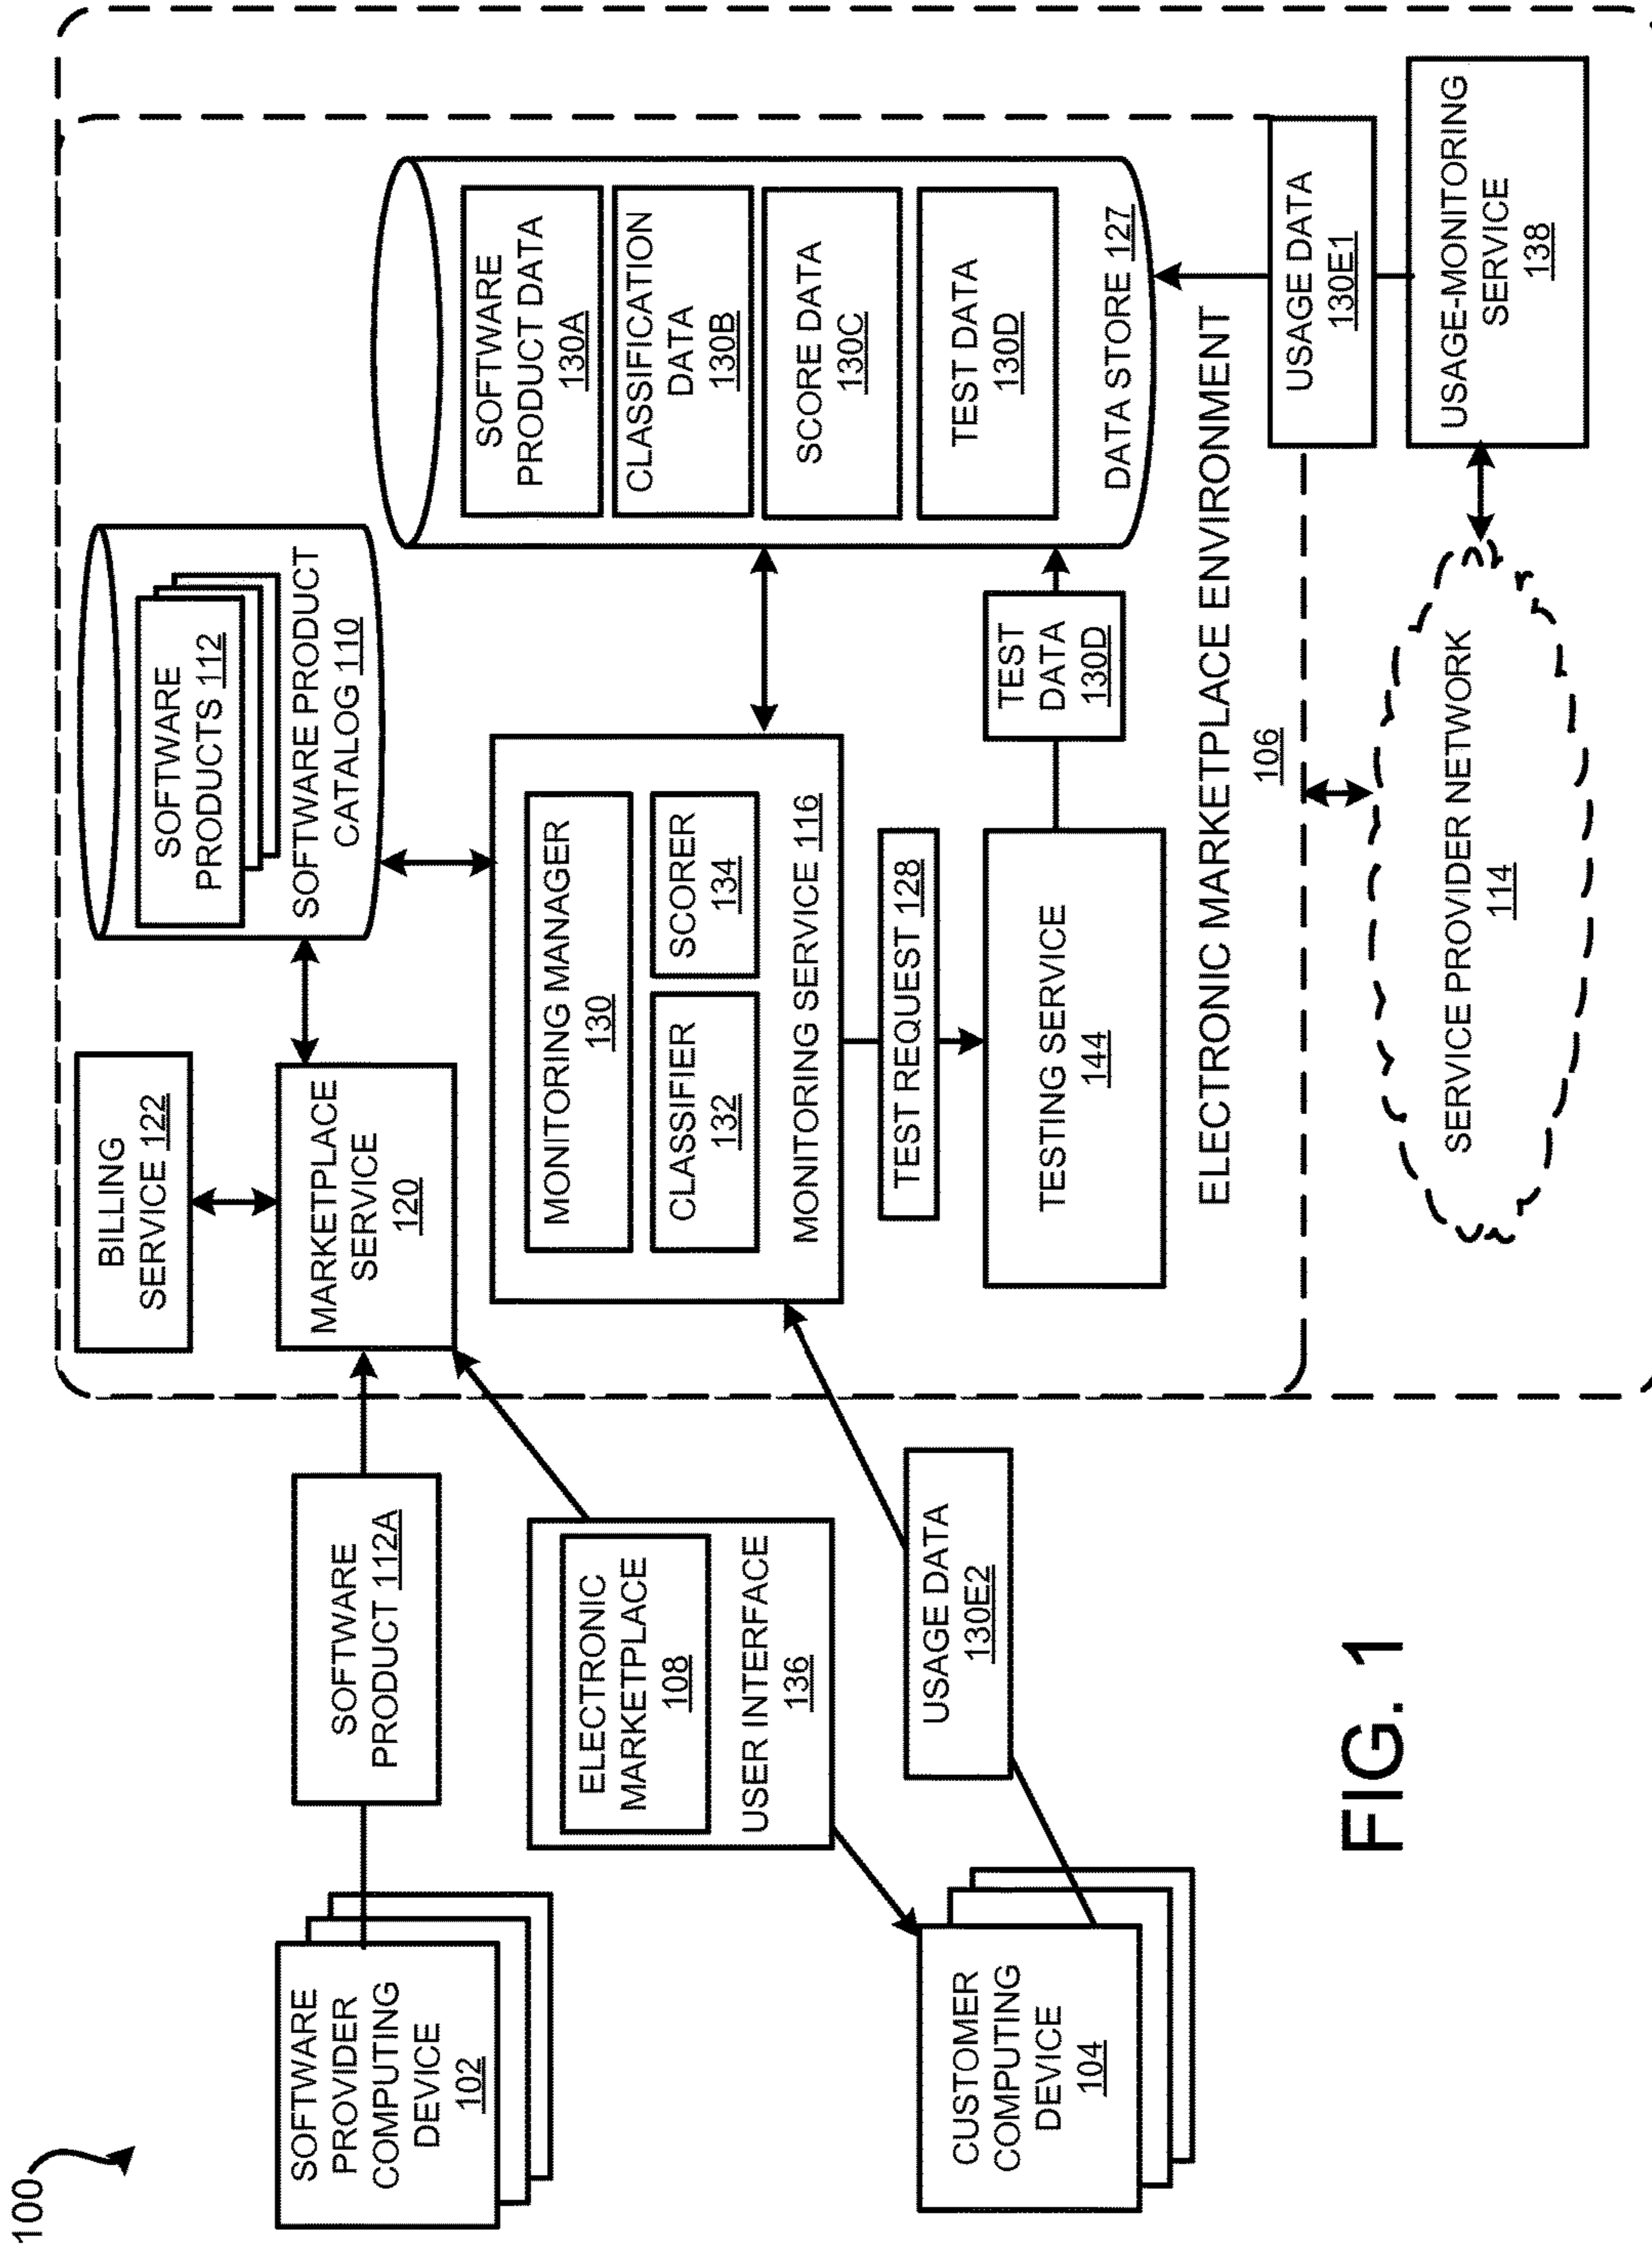 100
SOFTWARE
PROVIDER
COMPUTING
DEVICE
102
SOFTWARE
PRODUCT 112A
BILLING
SERVICE 122
MARKETPLACE
SERVICE
120
SOFTWARE
PRODUCTS 112
SOFTWARE PRODUCT
CATALOG 110
ELECTRONIC
MARKETPLACE
108
USER INTERFACE
136
MONITORING MANAGER
130
CLASSIFIER
132
SCORER
134
MONITORING SERVICE 116
SOFTWARE
PRODUCT DATA
130A
CLASSIFICATION
DATA
130B
SCORE DATA
130C
TEST DATA
130D
DATA STORE 127
CUSTOMER
COMPUTING
DEVICE
104
USAGE DATA
130E2
TEST REQUEST 128
TESTING SERVICE
144
TEST
DATA
130D
ELECTRONIC MARKETPLACE ENVIRONMENT
106
USAGE DATA
130E1
SERVICE PROVIDER NETWORK
114
USAGE-MONITORING
SERVICE
138
FIG. 1